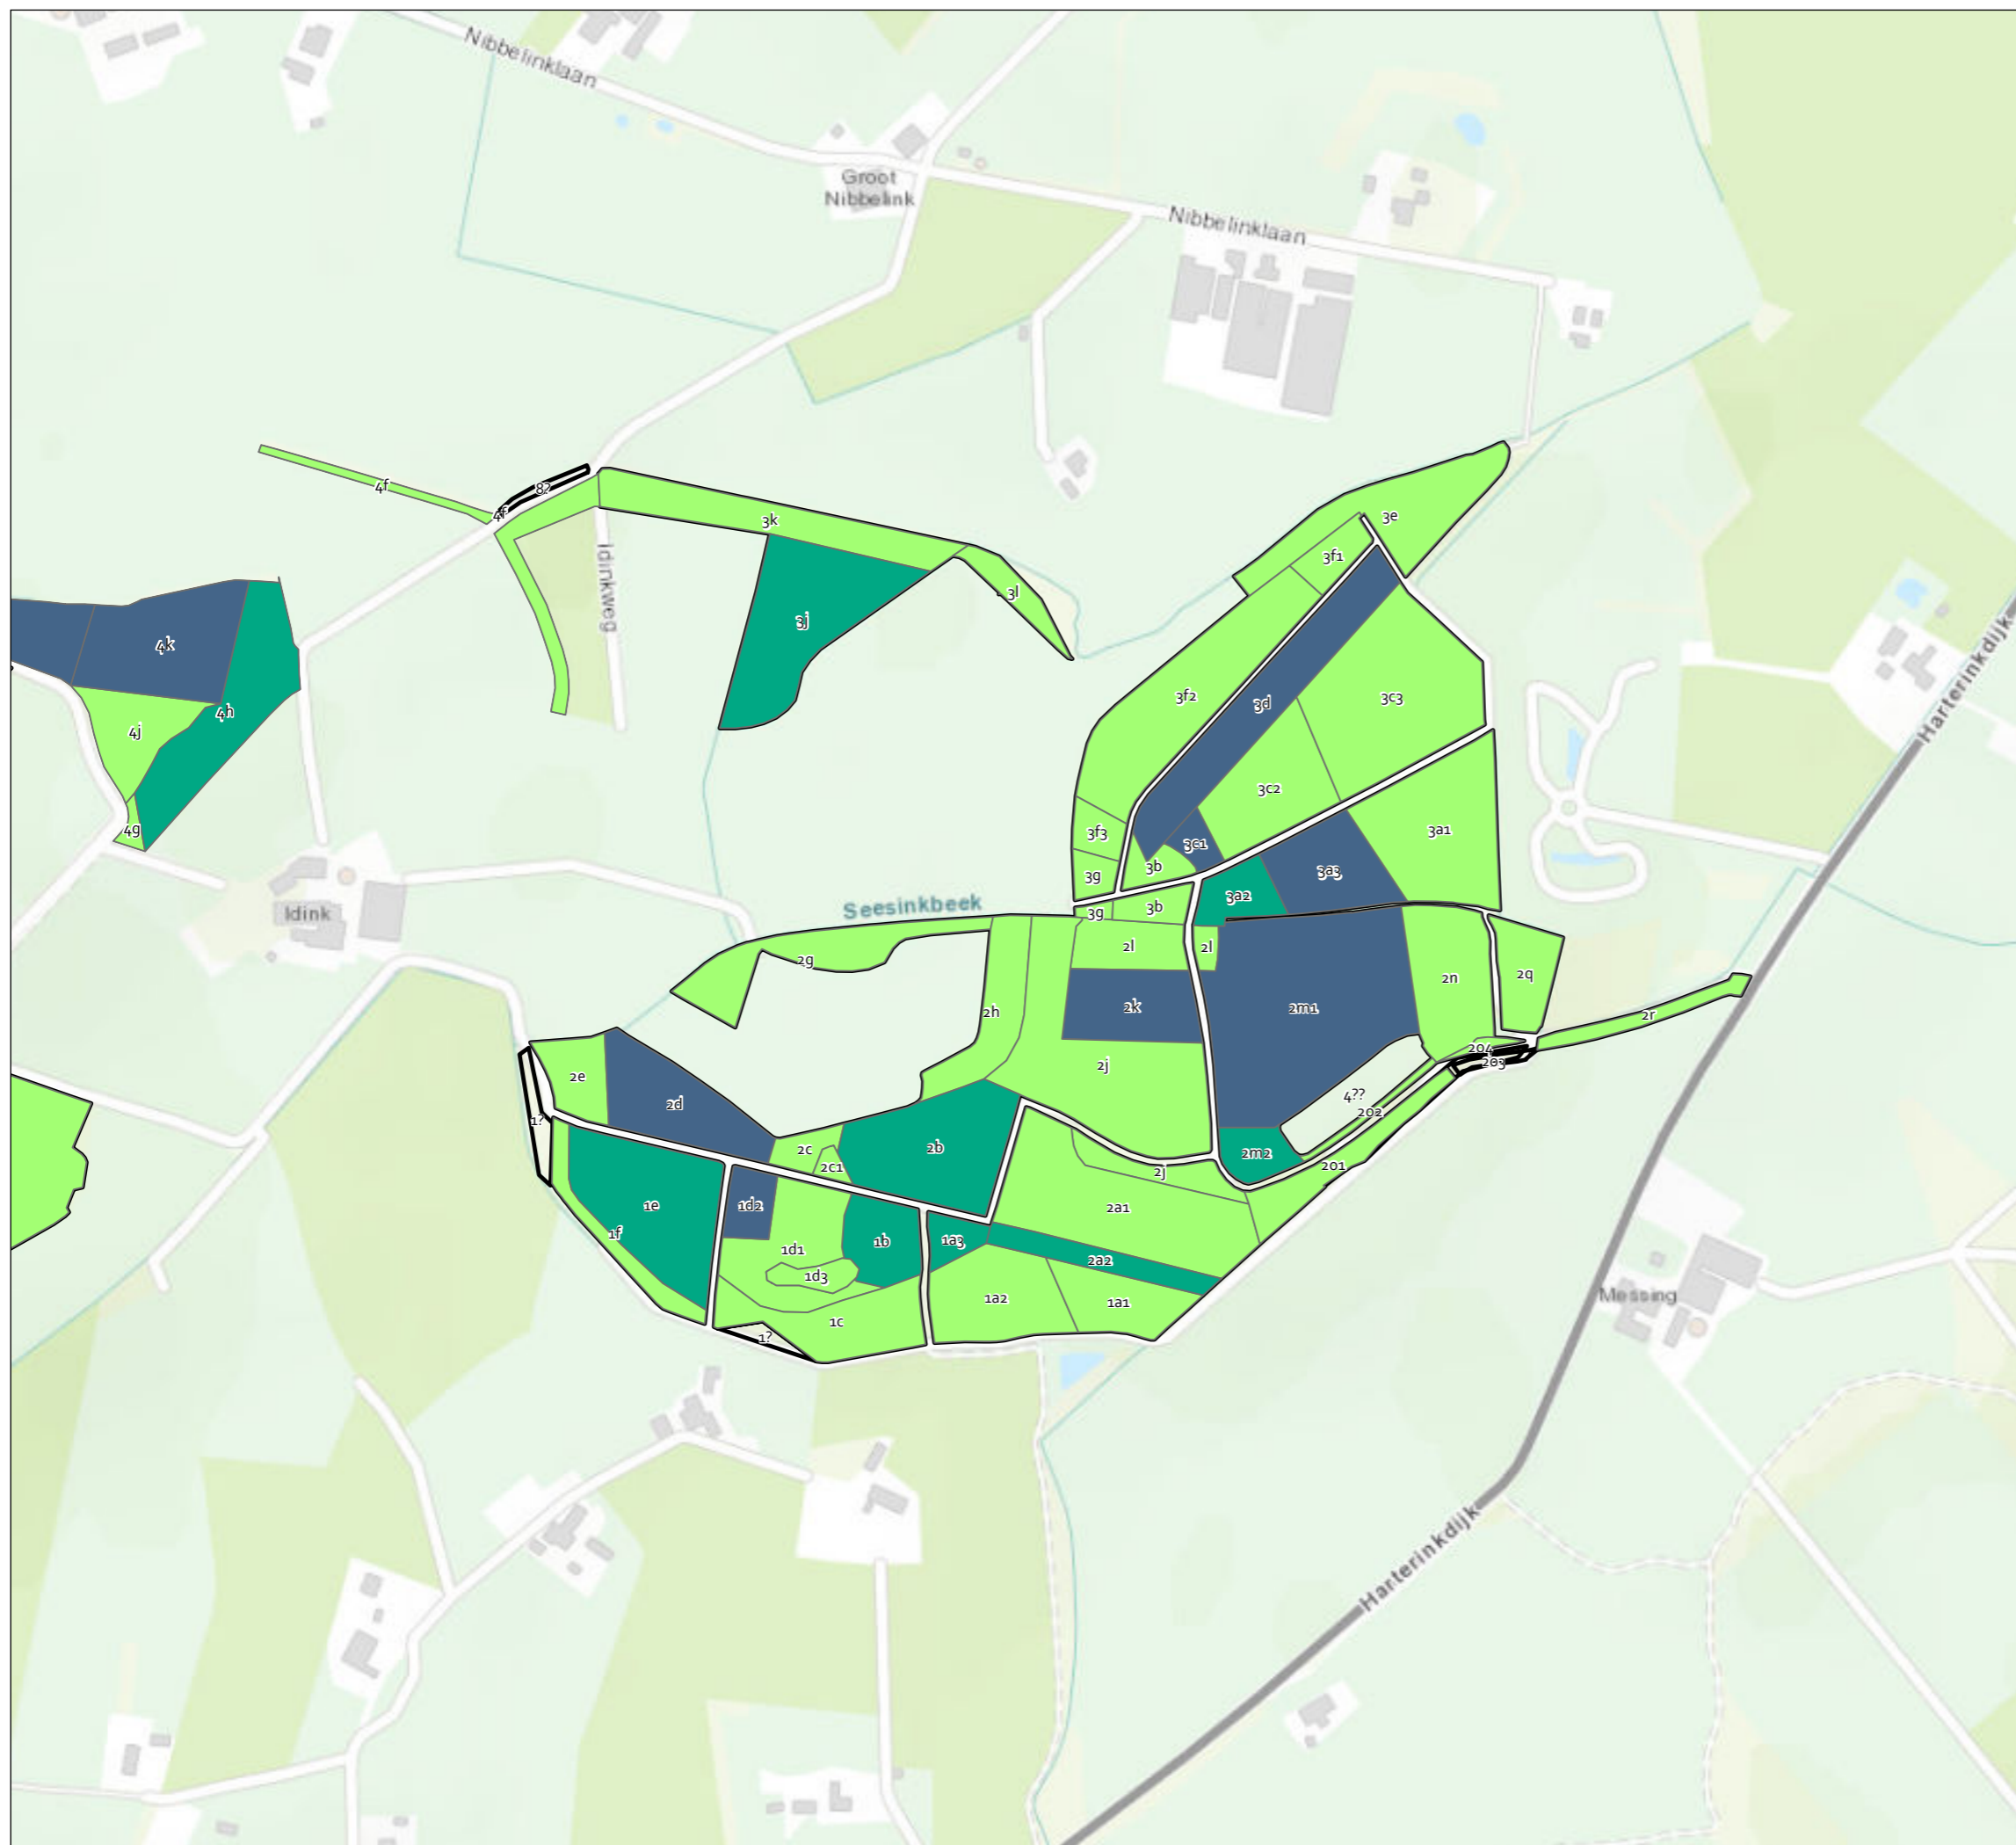 Nibbelinklaan
Groot
Nibbelink
Nibbelinklaan
4f
82
4f
3k
3e
3f1
Idinkweg
3l
3j
4k
4h
4j
4g
3f2
3d
3c3
Harterinkdijk
3c2
3f3
3c1
3a1
3b
3g
3a3
3a2
Idink
Seesinkbeek
3g
3b
2l
2l
2g
2h
2k
2m1
2n
2q
2r
204
203
2e
2d
1?
2j
4??
202
2c
2c1
2b
2m2
201
2j
1e
1f
1d2
1d1
1d3
1b
1a3
2a1
2a2
1a2
1a1
1c
1?
Messing
Harterinkdijk